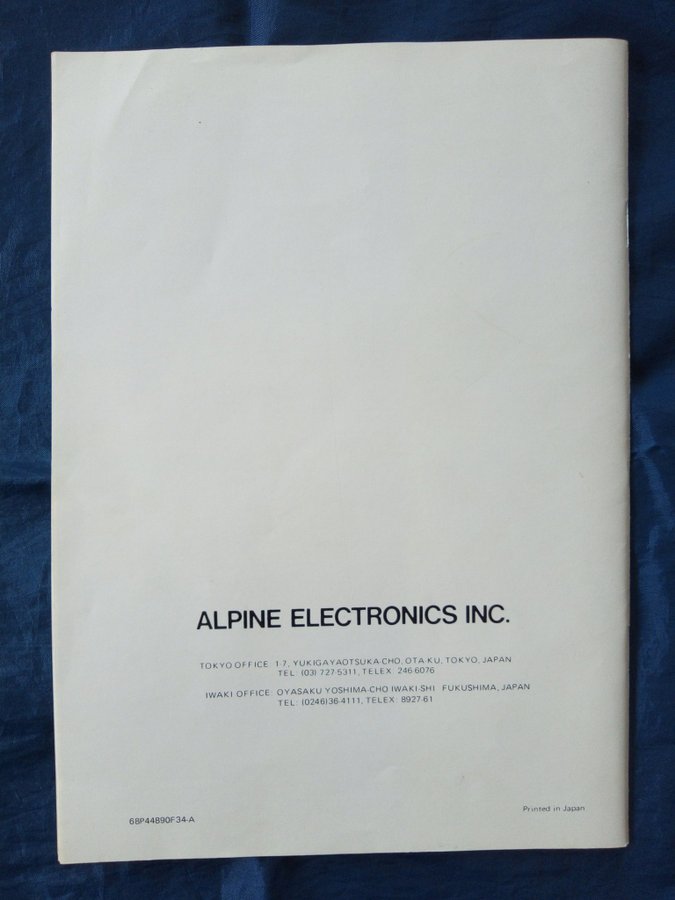 ALPINE ELECTRONICS INC.
TOKYO OFFICE 1-7, YUKIGAYAOTSUKA-CHO, OTA-KU, TOKYO, JAPAN
TEL: (03) 727-5311, TELEX: 246-6076
IWAKI OFFICE OYASAKU YOSHIMA-CHO IWAKI-SHI FUKUSHIMA, JAPAN
TEL: (0246)36-4111, TELEX: 8927-61
Printed in Japan
68P44890F34-A